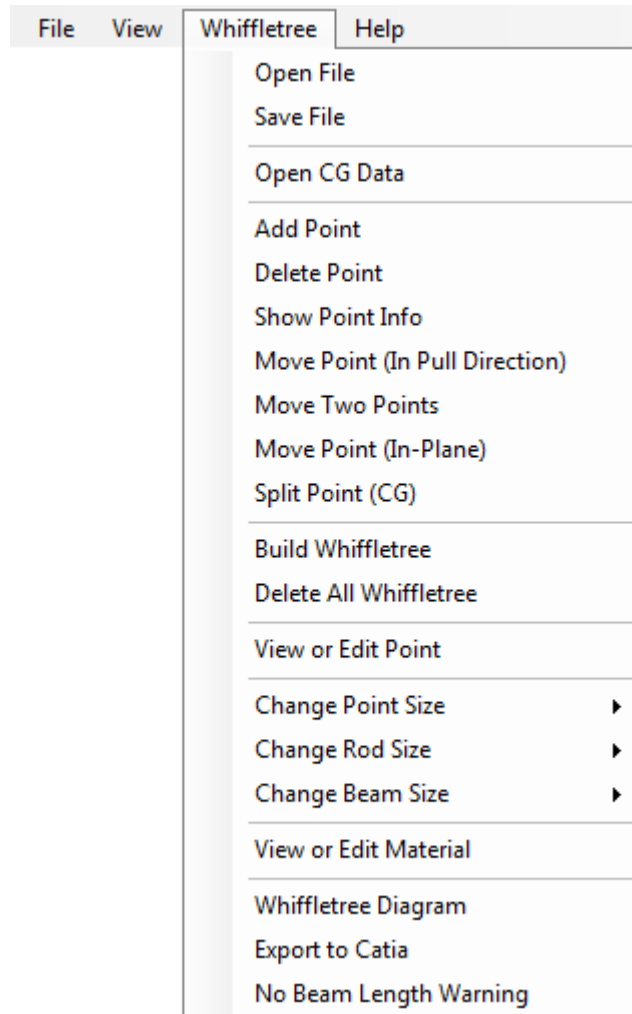 File View Whiffletree Help
Open File
Save File
Open CG Data
Add Point
Delete Point
Show Point Info
Move Point (In Pull Direction)
Move Two Points
Move Point (In-Plane)
Split Point (CG)
Build Whiffletree
Delete All Whiffletree
View or Edit Point
Change Point Size
Change Rod Size
Change Beam Size
View or Edit Material
Whiffletree Diagram
Export to Catia
No Beam Length Warning